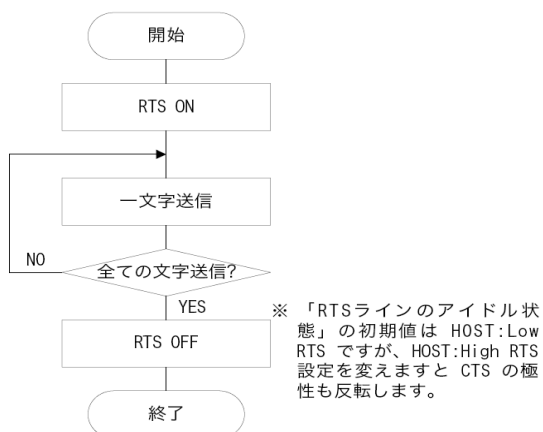 開始
RTS ON
一文字送信
NO
全ての文字送信?
YES
RTS OFF
終了
※ 「RTSラインのアイドル状
態」の初期値は HOST:Low
RTS ですが、HOST:High RTS
設定を変えますと CTS の極
性も反転します。